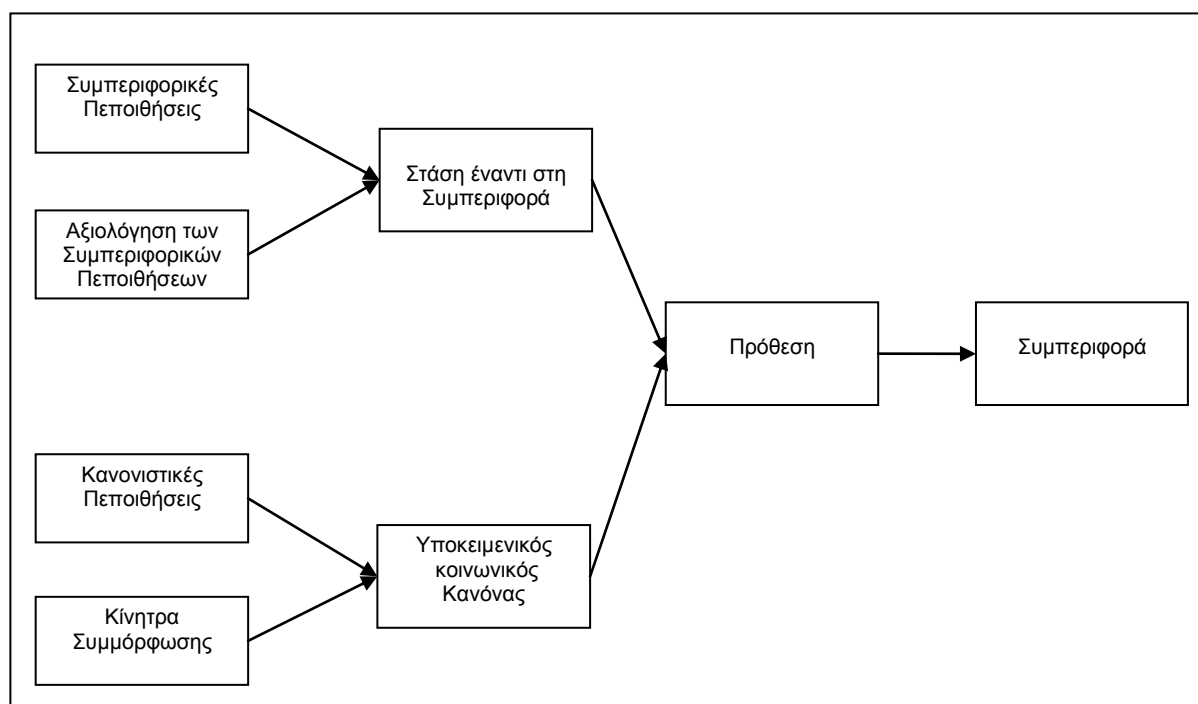 Συμπεριφορικές
Πεποιθήσεις
Αξιολόγηση των
Συμπεριφορικών
Πεποιθήσεων
Στάση έναντι στη
Συμπεριφορά
Πρόθεση
Συμπεριφορά
Κανονιστικές
Πεποιθήσεις
Κίνητρα
Συμμόρφωσης
Υποκειμενικός
κοινωνικός
Κανόνας